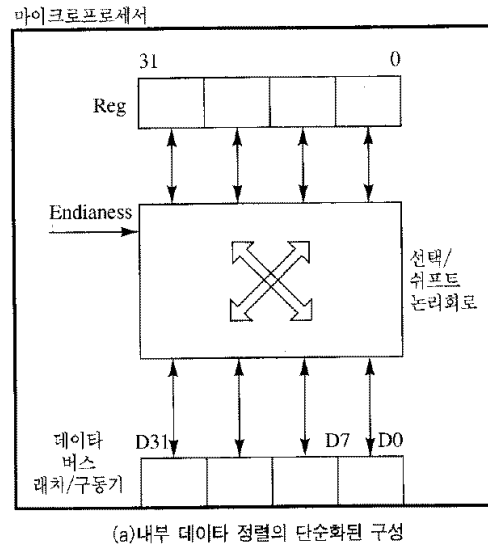 마이크로프로세서
31 0
Reg
Endianess
선택/
쉬프트
논리회로
데이타
버스
래치/구동기
D31 D7 D0
(a)내부 데이타 정렬의 단순화된 구성